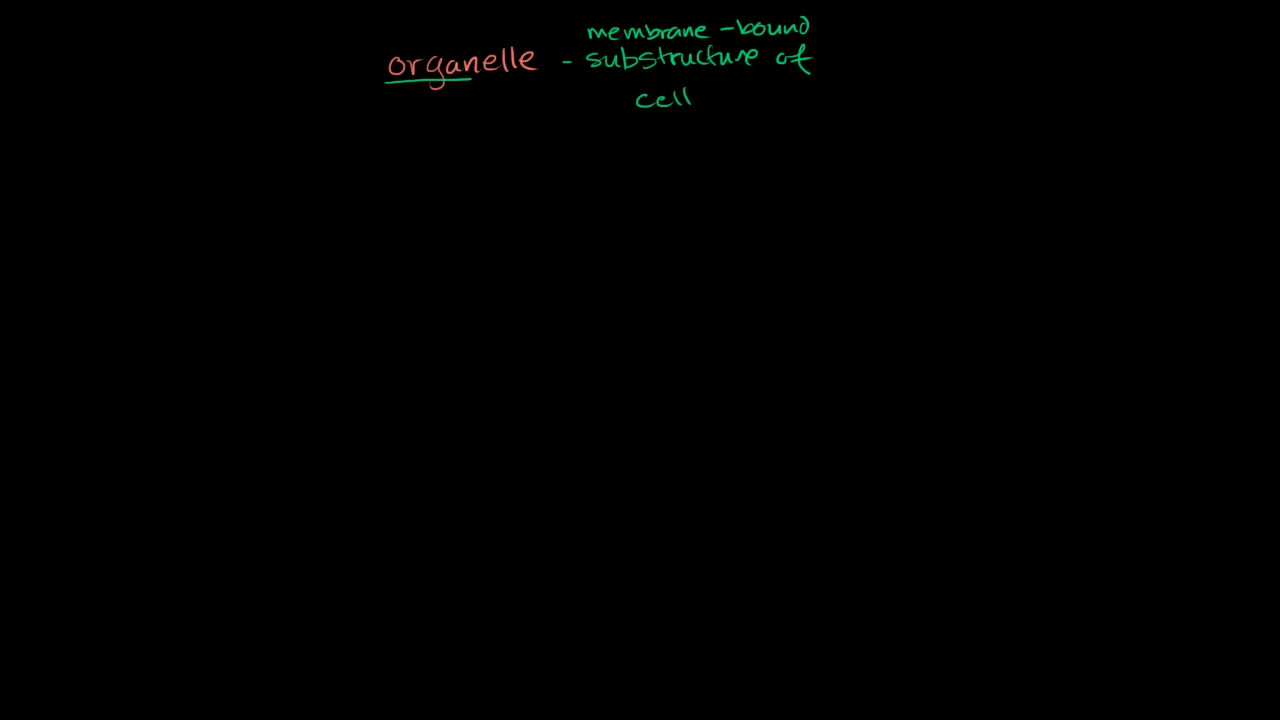 membrane - bound
organelle - substructure of
cell